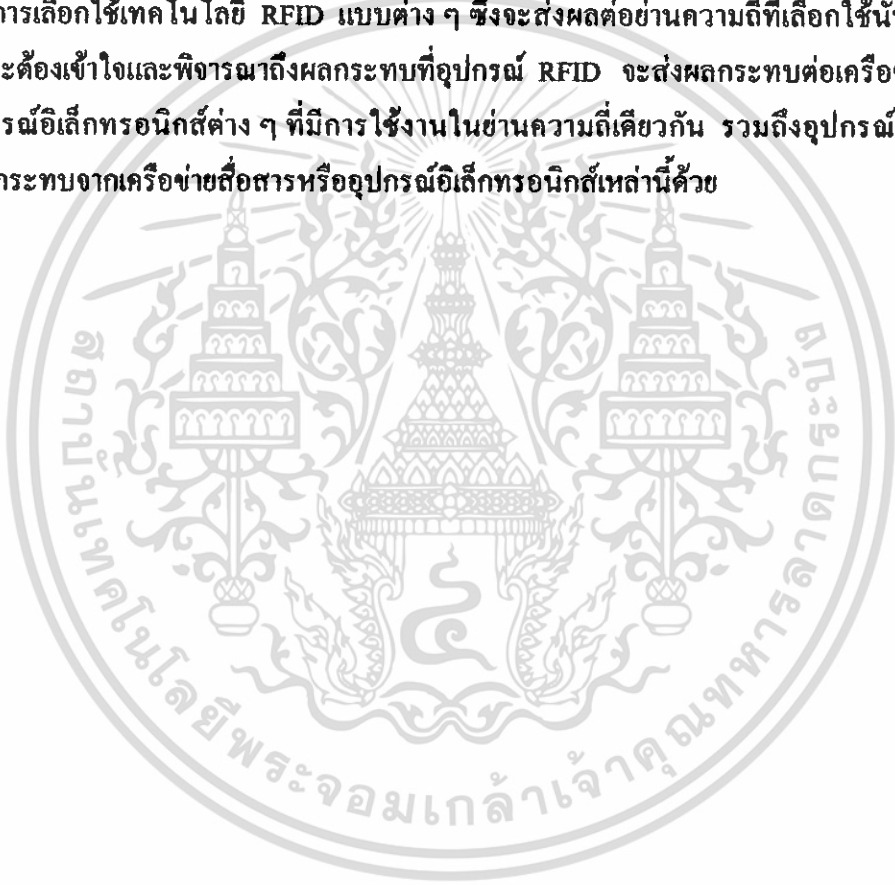 การเลือกใช้เทคโนโลยี RFID แบบต่าง ๆ ซึ่งจะส่งผลต่อย่านความถี่ที่เลือกใช้
ะต้องเข้าใจและพิจารณาถึงผลกระทบที่อุปกรณ์ RFID จะส่งผลกระทบต่อเครือ
รณ์อิเล็กทรอนิกส์ต่าง ๆ ที่มีการใช้งานในย่านความถี่เดียวกัน รวมถึงอุปกรณ์
กระทบจากเครือข่ายสื่อสารหรืออุปกรณ์อิเล็กทรอนิกส์เหล่านี้ด้วย
สถาบันเทคโนโลยีพระจอมเกล้าเจ้าคุณทหารลาดกระบัง